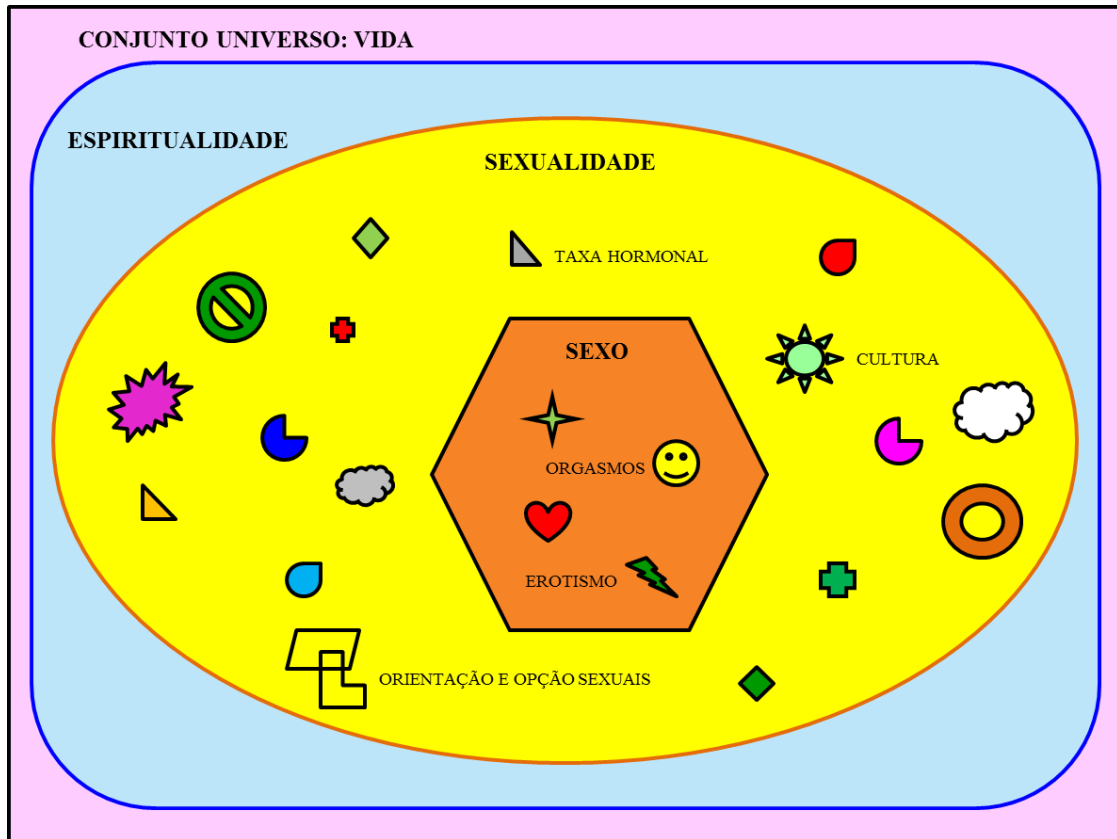 CONJUNTO UNIVERSO: VIDA
ESPIRITUALIDADE
SEXUALIDADE
TAXA HORMONAL
SEXO
CULTURA
ORGASMOS
EROTISMO
ORIENTAÇÃO E OPÇÃO SEXUAIS